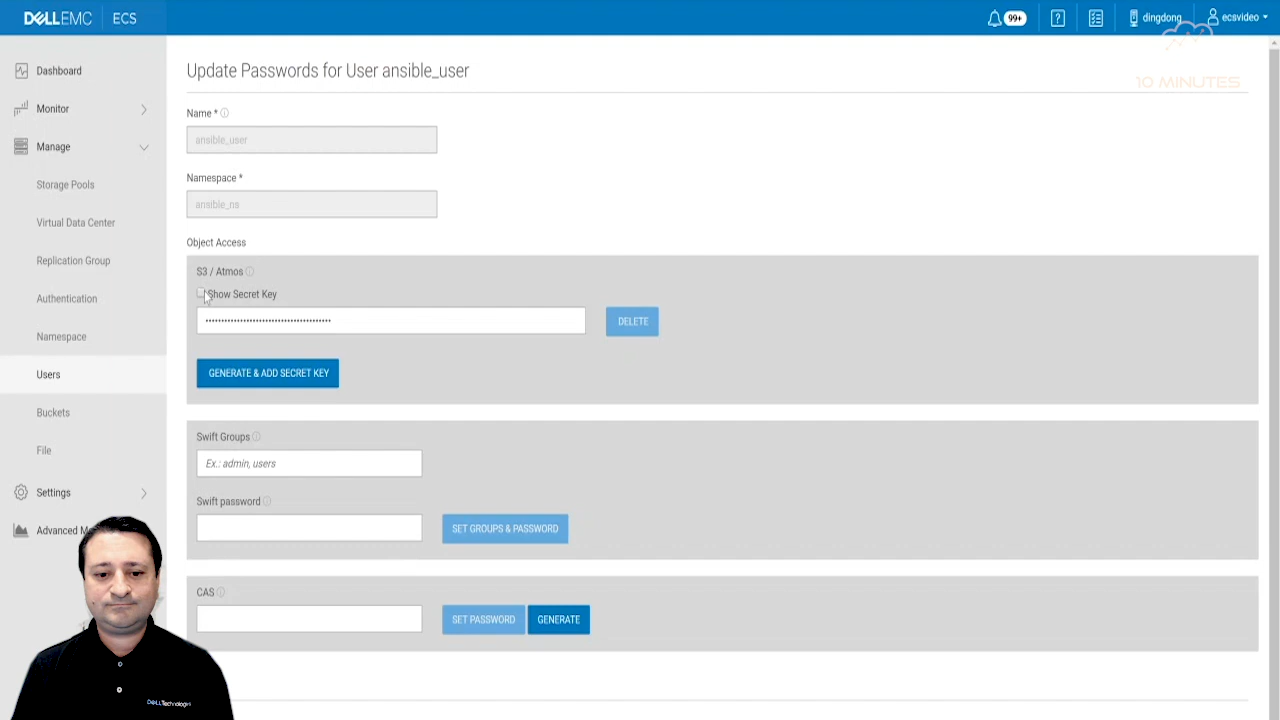 DELLEMC ECS 99+ dingdong ecsvideo
10 MINUTES
Dashboard
Monitor
Manage
Storage Pools
Virtual Data Center
Replication Group
Authentication
Namespace
Users
Buckets
File
Settings
Advanced
Update Passwords for User ansible_user
Name *
ansible_user
Namespace *
ansible_ns
Object Access
S3 / Atmos
Show Secret Key
DELETE
GENERATE & ADD SECRET KEY
Swift Groups
Ex.: admin, users
Swift password
SET GROUPS & PASSWORD
CAS
SET PASSWORD GENERATE
DELLTechnologies